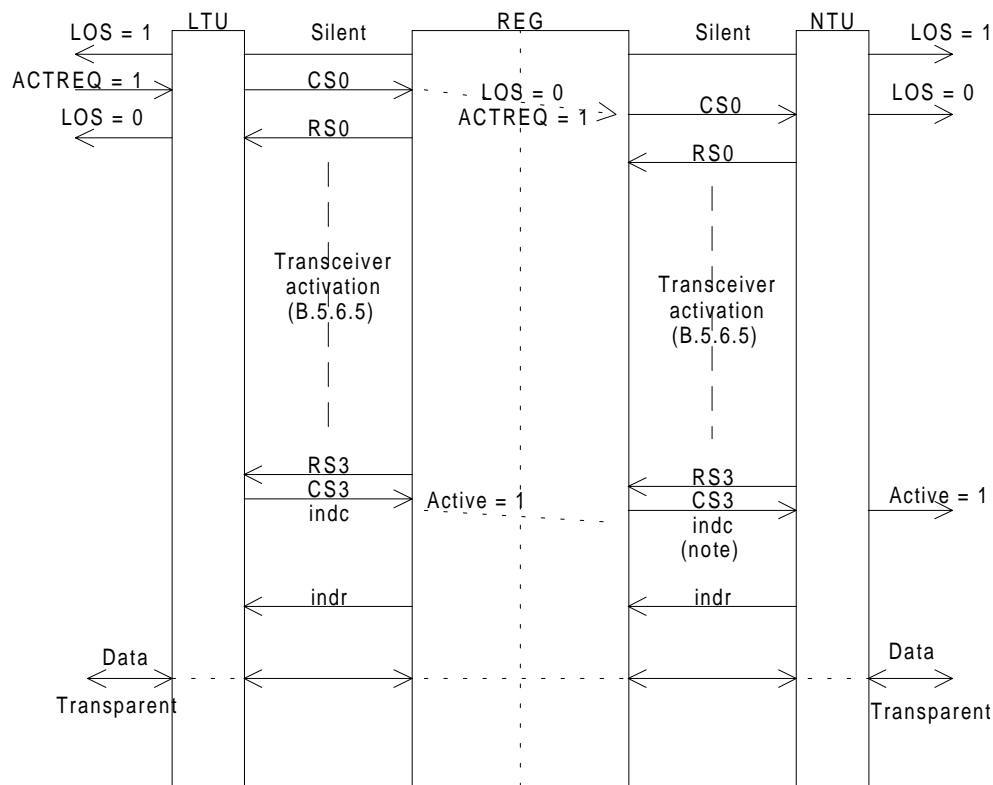 LTU
REG
NTU
LOS = 1
Silent
Silent
LOS = 1
ACTREQ = 1
CS0
LOS = 0
ACTREQ = 1
CS0
LOS = 0
LOS = 0
RS0
RS0
Transceiver
activation
(B.5.6.5)
Transceiver
activation
(B.5.6.5)
RS3
CS3
indc
Active = 1
RS3
CS3
indc
(note)
Active = 1
indr
indr
Data
Transparent
Data
Transparent